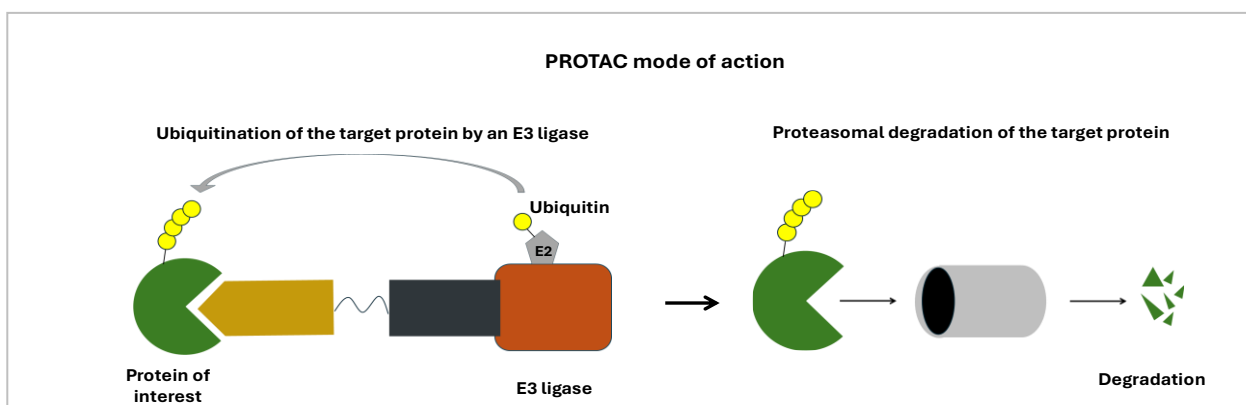 PROTAC mode of action
Ubiquitination of the target protein by an E3 ligase
Proteasomal degradation of the target protein
Ubiquitin
E2
Protein of
interest
E3 ligase
Degradation